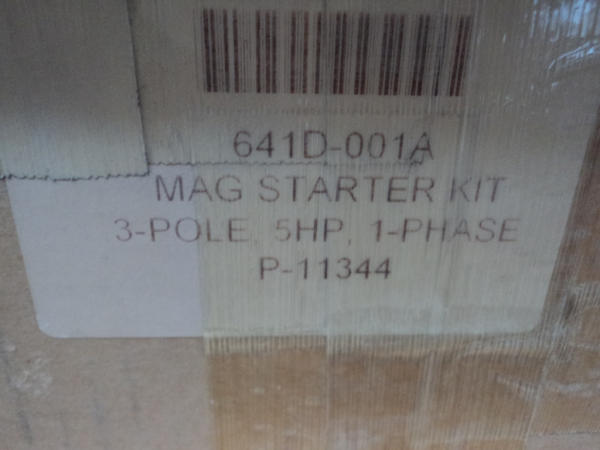 641D-001A
MAG STARTER KIT
3-POLE, 5HP, 1-PHASE
P-11344